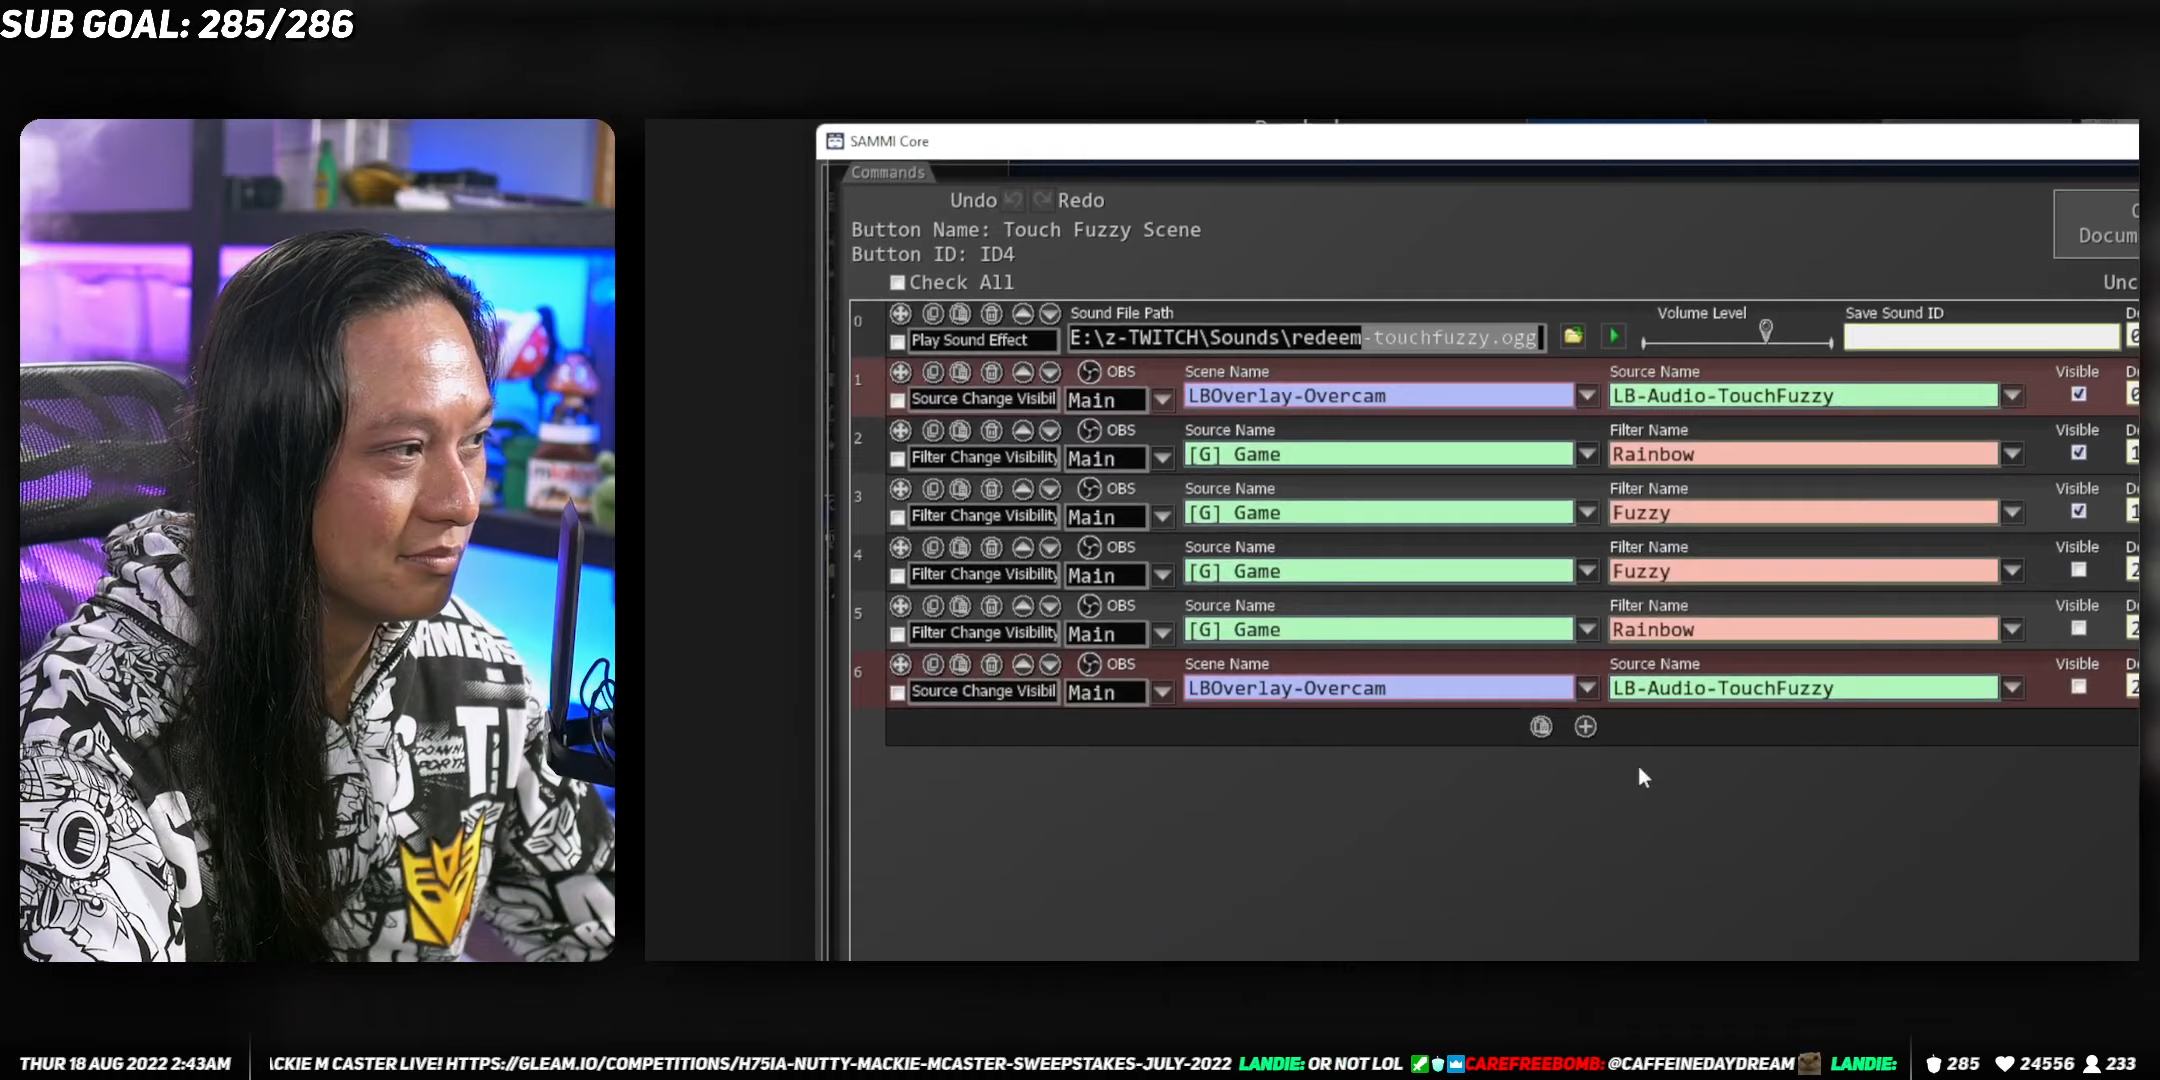 SUB GOAL: 285/286
SAMMI Core
Commands
Undo Redo
Button Name: Touch Fuzzy Scene
Button ID: ID4
Docum
Check All
Unc
0 Sound File Path Volume Level Save Sound ID
Play Sound Effect E:\z-TWITCH\Sounds\redeem-touchfuzzy.ogg
1 OBS Scene Name Source Name Visible
Source Change Visibil Main LBOverlay-Overcam LB-Audio-TouchFuzzy
2 OBS Source Name Filter Name Visible
Filter Change Visibility Main [G] Game Rainbow
3 OBS Source Name Filter Name Visible
Filter Change Visibility Main [G] Game Fuzzy
4 OBS Source Name Filter Name Visible
Filter Change Visibility Main [G] Game Fuzzy
5 OBS Source Name Filter Name Visible
Filter Change Visibility Main [G] Game Rainbow
6 OBS Scene Name Source Name Visible
Source Change Visibil Main LBOverlay-Overcam LB-Audio-TouchFuzzy
THUR 18 AUG 2022 2:43AM ACKIE M CASTER LIVE! HTTPS://GLEAM.IO/COMPETITIONS/H75IA-NUTTY-MACKIE-MCASTER-SWEEPSTAKES-JULY-2022 LANDIE: OR NOT LOL CAREFREEBOMB: @CAFFEINEDAYDREAM LANDIE: 285 24556 233